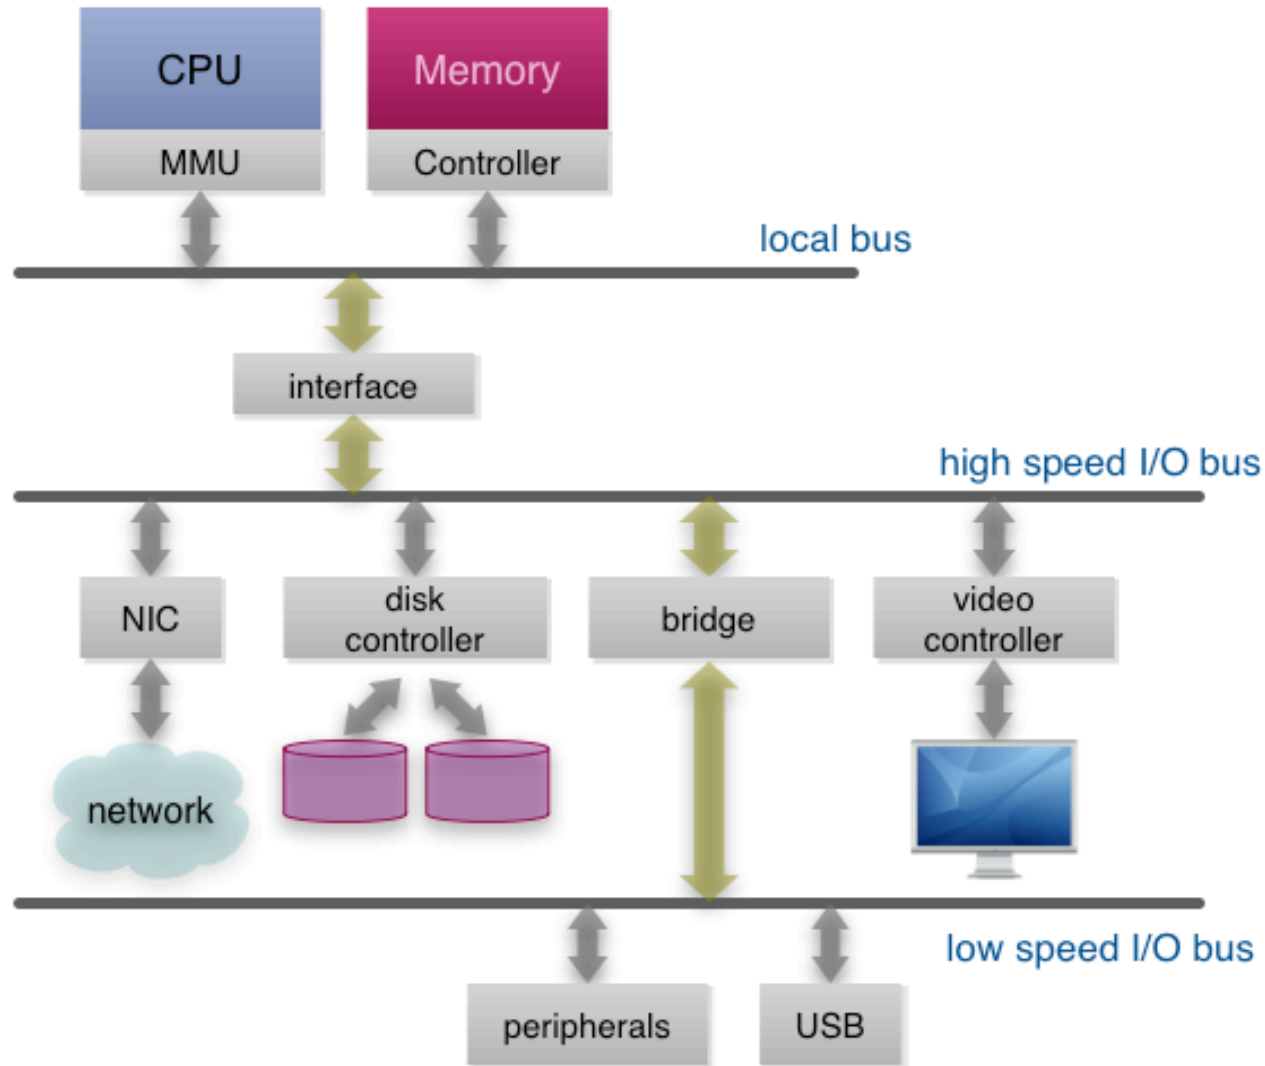 CPU
Memory
MMU
Controller
local bus
interface
high speed I/O bus
NIC
disk
controller
bridge
video
controller
network
low speed I/O bus
peripherals
USB